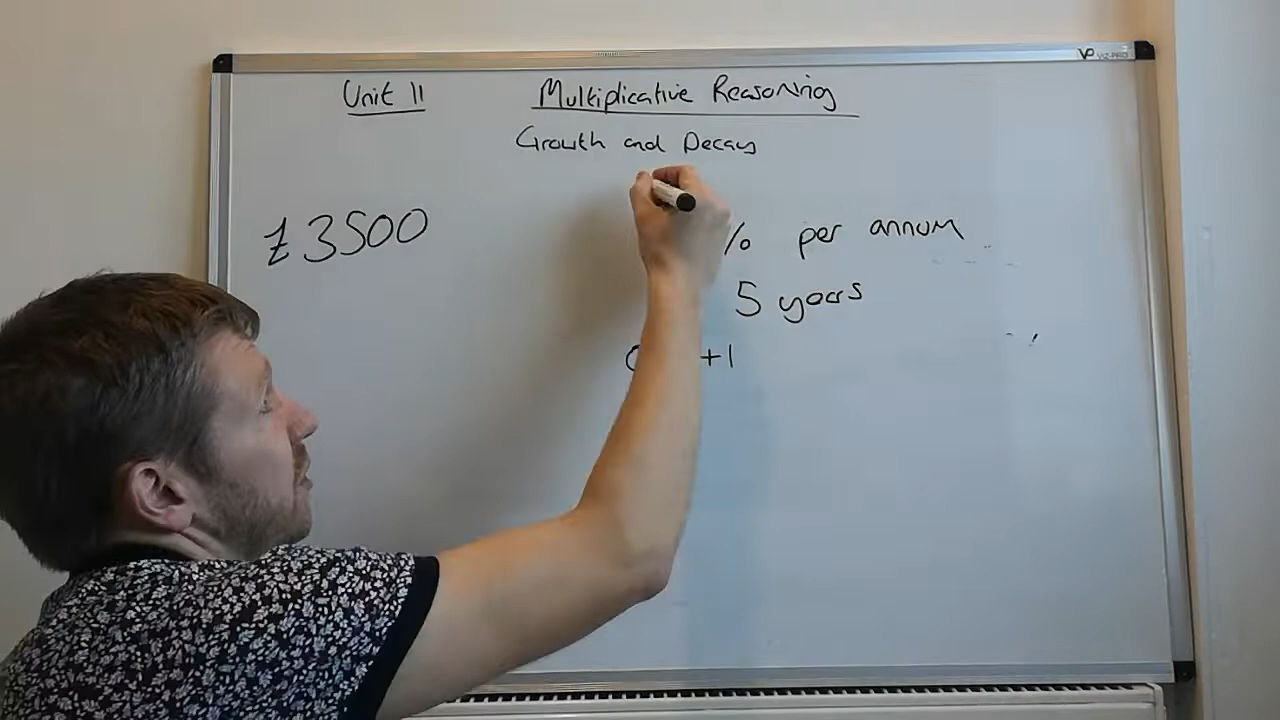 Unit 11 Multiplicative Reasoning
Growth and Decay
£3500 % per annum
5 years
+1